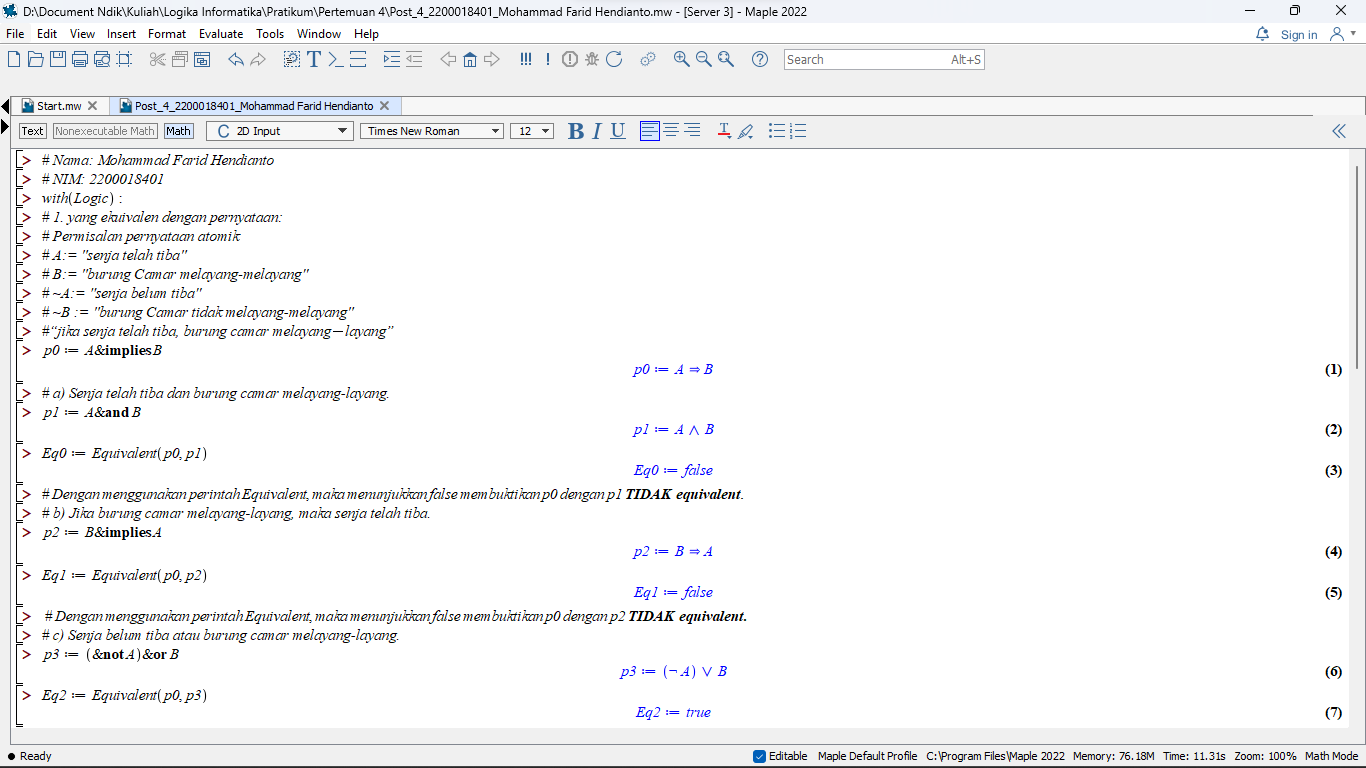 D:\Document Ndik\Kuliah\Logika Informatika\Pratikum\Pertemuan 4\Post_4_2200018401_Mohammad Farid Hendianto.mw - [Server 3] - Maple 2022
File Edit View Insert Format Evaluate Tools Window Help
Sign in
Search Alt+S
Start.mw
Post_4_2200018401_Mohammad Farid Hendianto
Text Nonexecutable Math Math C 2D Input Times New Roman 12 B I U
> # Nama: Mohammad Farid Hendianto
> # NIM: 2200018401
> with(Logic) :
> # 1. yang ekuivalen dengan pernyataan:
> # Permisalan pernyataan atomik
> # A:= "senja telah tiba"
> # B:= "burung Camar melayang-melayang"
> # ~A:= "senja belum tiba"
> # ~B := "burung Camar tidak melayang-melayang"
> #“jika senja telah tiba, burung camar melayang−layang”
> p0 := A&impliesB
p0 := A ⇒ B (1)
> # a) Senja telah tiba dan burung camar melayang-layang.
> p1 := A&and B
p1 := A ∧ B (2)
> Eq0 := Equivalent(p0, p1)
Eq0 := false (3)
> # Dengan menggunakan perintah Equivalent, maka menunjukkan false membuktikan p0 dengan p1 TIDAK equivalent.
> # b) Jika burung camar melayang-layang, maka senja telah tiba.
> p2 := B&impliesA
p2 := B ⇒ A (4)
> Eq1 := Equivalent(p0, p2)
Eq1 := false (5)
> # Dengan menggunakan perintah Equivalent, maka menunjukkan false membuktikan p0 dengan p2 TIDAK equivalent.
> # c) Senja belum tiba atau burung camar melayang-layang.
> p3 := (&not A)&or B
p3 := (¬ A) ∨ B (6)
> Eq2 := Equivalent(p0, p3)
Eq2 := true (7)
Ready Editable Maple Default Profile C:\Program Files\Maple 2022 Memory: 76.18M Time: 11.31s Zoom: 100% Math Mode